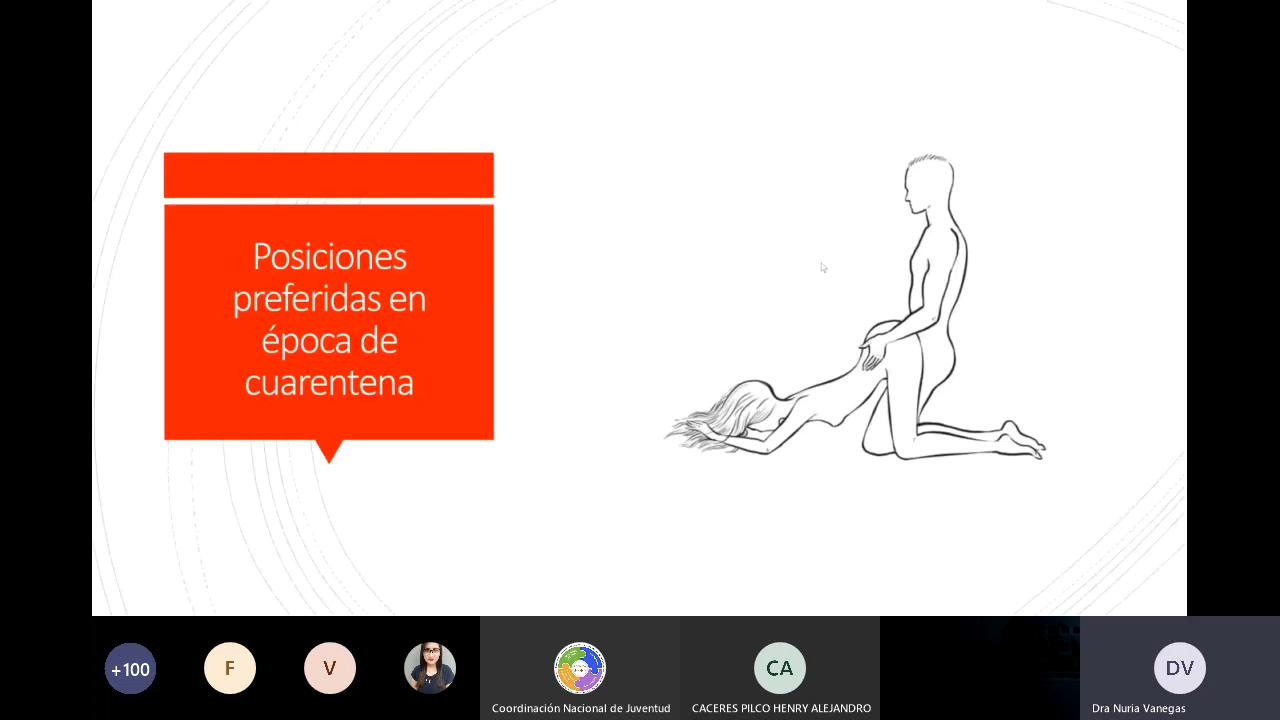 Posiciones
preferidas en
época de
cuarentena
+100
F
V
CA
DV
Coordinación Nacional de Juventud
CACERES PILCO HENRY ALEJANDRO
Dra Nuria Vanegas